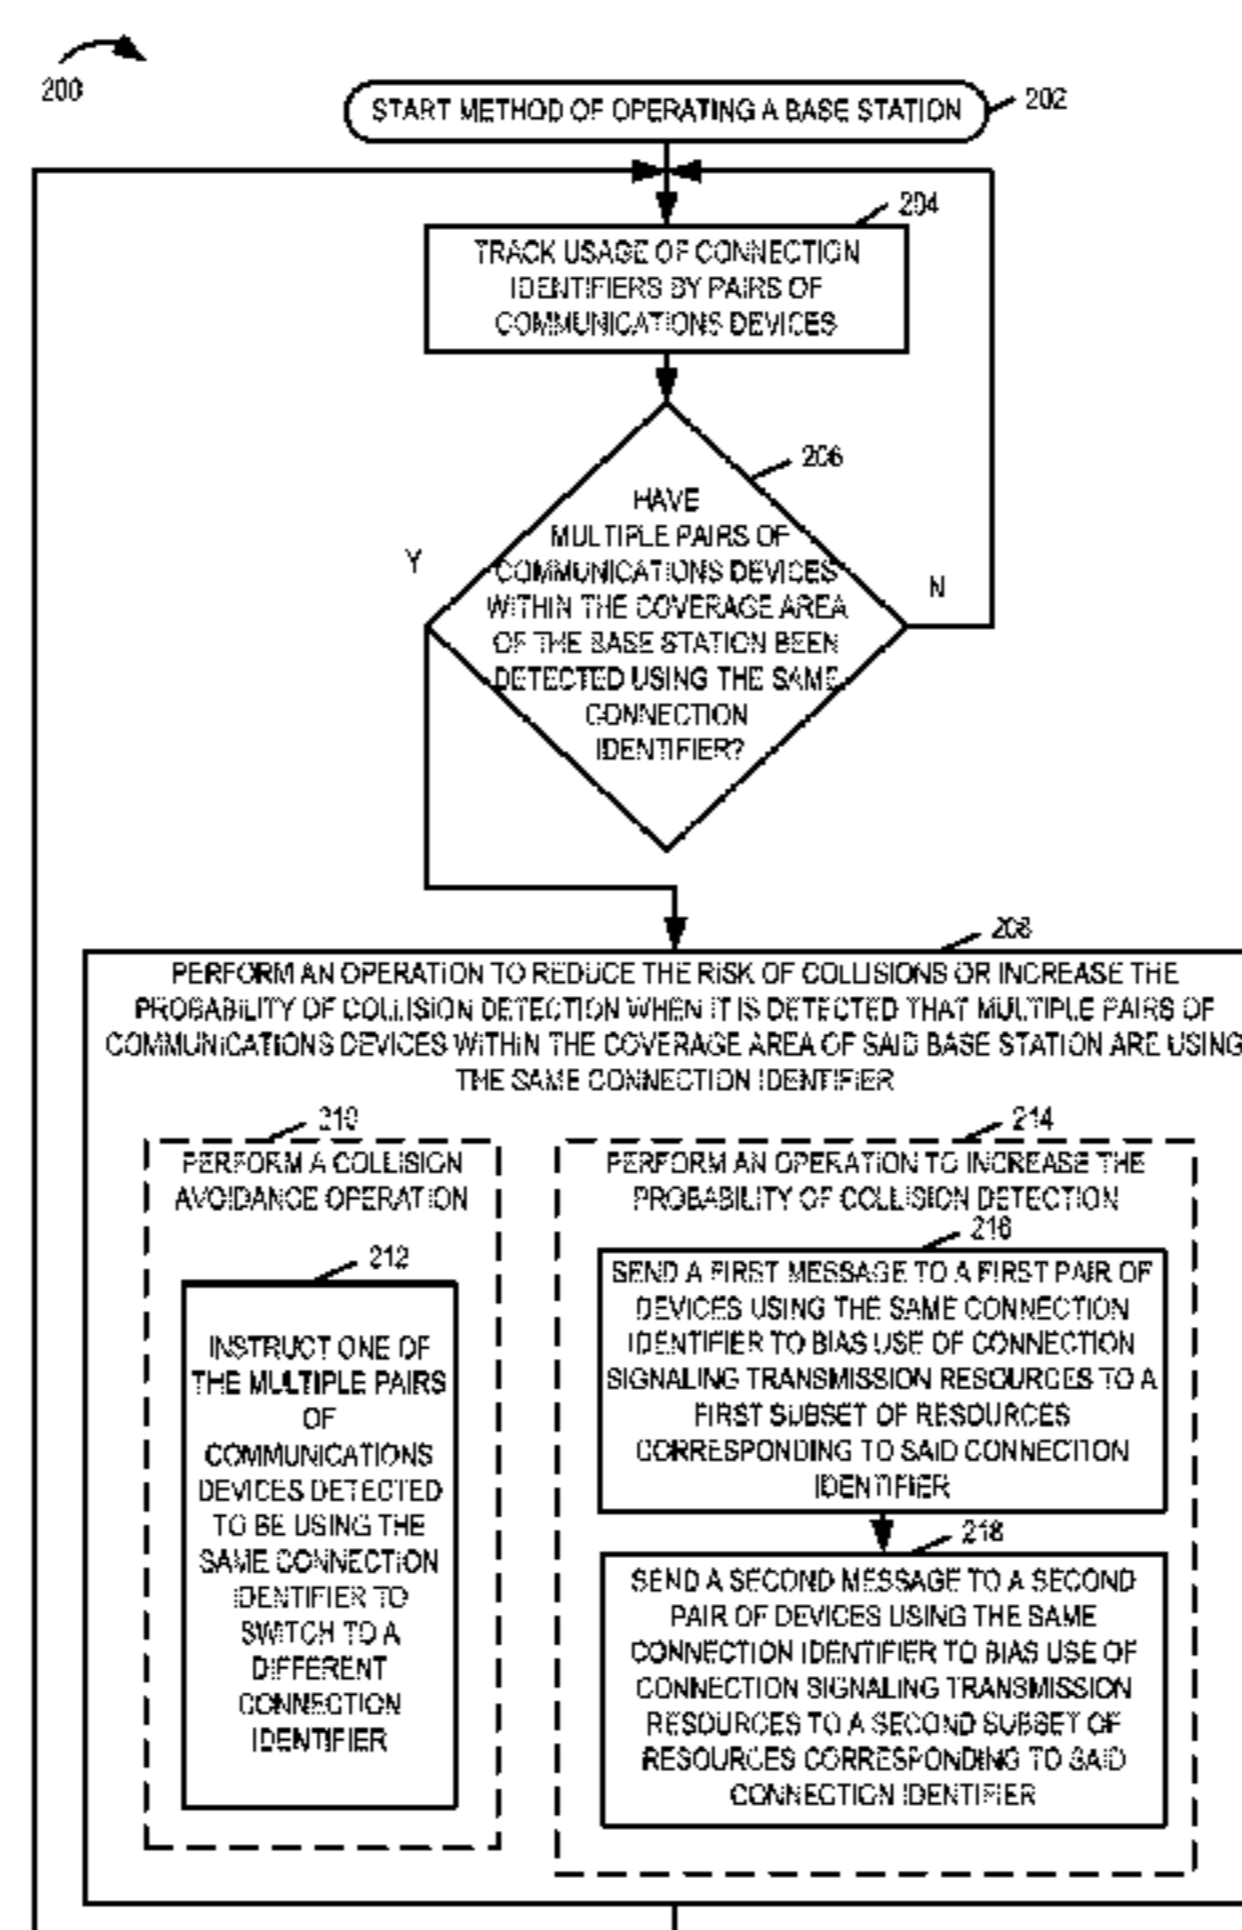 200
START METHOD OF OPERATING A BASE STATION
202
204
TRACK USAGE OF CONNECTION
IDENTIFIERS BY PAIRS OF
COMMUNICATIONS DEVICES
206
HAVE
MULTIPLE PAIRS OF
COMMUNICATIONS DEVICES
WITHIN THE COVERAGE AREA
OF THE BASE STATION BEEN
DETECTED USING THE SAME
CONNECTION
IDENTIFIER?
Y
N
208
PERFORM AN OPERATION TO REDUCE THE RISK OF COLLISIONS OR INCREASE THE
PROBABILITY OF COLLISION DETECTION WHEN IT IS DETECTED THAT MULTIPLE PAIRS OF
COMMUNICATIONS DEVICES WITHIN THE COVERAGE AREA OF SAID BASE STATION ARE USING
THE SAME CONNECTION IDENTIFIER
210
PERFORM A COLLISION
AVOIDANCE OPERATION
212
INSTRUCT ONE OF
THE MULTIPLE PAIRS
OF
COMMUNICATIONS
DEVICES DETECTED
TO BE USING THE
SAME CONNECTION
IDENTIFIER TO
SWITCH TO A
DIFFERENT
CONNECTION
IDENTIFIER
214
PERFORM AN OPERATION TO INCREASE THE
PROBABILITY OF COLLISION DETECTION
216
SEND A FIRST MESSAGE TO A FIRST PAIR OF
DEVICES USING THE SAME CONNECTION
IDENTIFIER TO BIAS USE OF CONNECTION
SIGNALING TRANSMISSION RESOURCES TO A
FIRST SUBSET OF RESOURCES
CORRESPONDING TO SAID CONNECTION
IDENTIFIER
218
SEND A SECOND MESSAGE TO A SECOND
PAIR OF DEVICES USING THE SAME
CONNECTION IDENTIFIER TO BIAS USE OF
CONNECTION SIGNALING TRANSMISSION
RESOURCES TO A SECOND SUBSET OF
RESOURCES CORRESPONDING TO SAID
CONNECTION IDENTIFIER